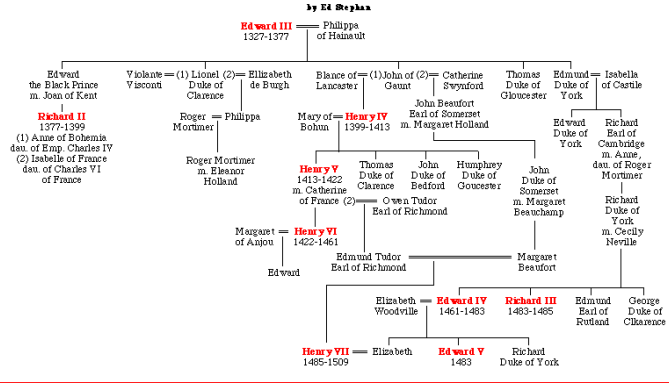 by Ed Stephan
Edward III Philippa
1327-1377 of Hainault
Edward Violante (1) Lionel (2) Ellizabeth Blance of (1) John of (2) Catherine Thomas Edmund Isabella
the Black Prince Visconti Duke of de Burgh Lancaster Gaunt Swynford Duke of Duke of of Castile
m. Joan of Kent Clarence Gloucester York
John Beaufort
Richard II Roger Philippa Mary of Henry IV Earl of Somerset Edward Richard
1377-1399 Mortimer Bohun 1399-1413 m. Margaret Holland Duke of Earl of
(1) Anne of Bohemia York Cambridge
dau. of Emp. Charles IV m. Anne,
(2) Isabelle of France Roger Mortimer Henry V Thomas John Humphrey John dau. of Roger
dau. of Charles VI m. Eleanor 1413-1422 Duke of Duke of Duke of Duke of Mortimer
of France Holland m. Catherine Clarence Bedford Goucester Somerset
of France (2) Owen Tudor m. Margaret Richard
Earl of Richmond Beauchamp Duke of
York
Margaret Henry VI m. Cecily
of Anjou 1422-1461 Neville
Edward Edmund Tudor Margaret
Earl of Richmond Beaufort
Elizabeth Edward IV Richard III Edmund George
Woodville 1461-1483 1483-1485 Earl of Duke of
Rutland Clkarence
Henry VII Elizabeth Edward V Richard
1485-1509 1483 Duke of York